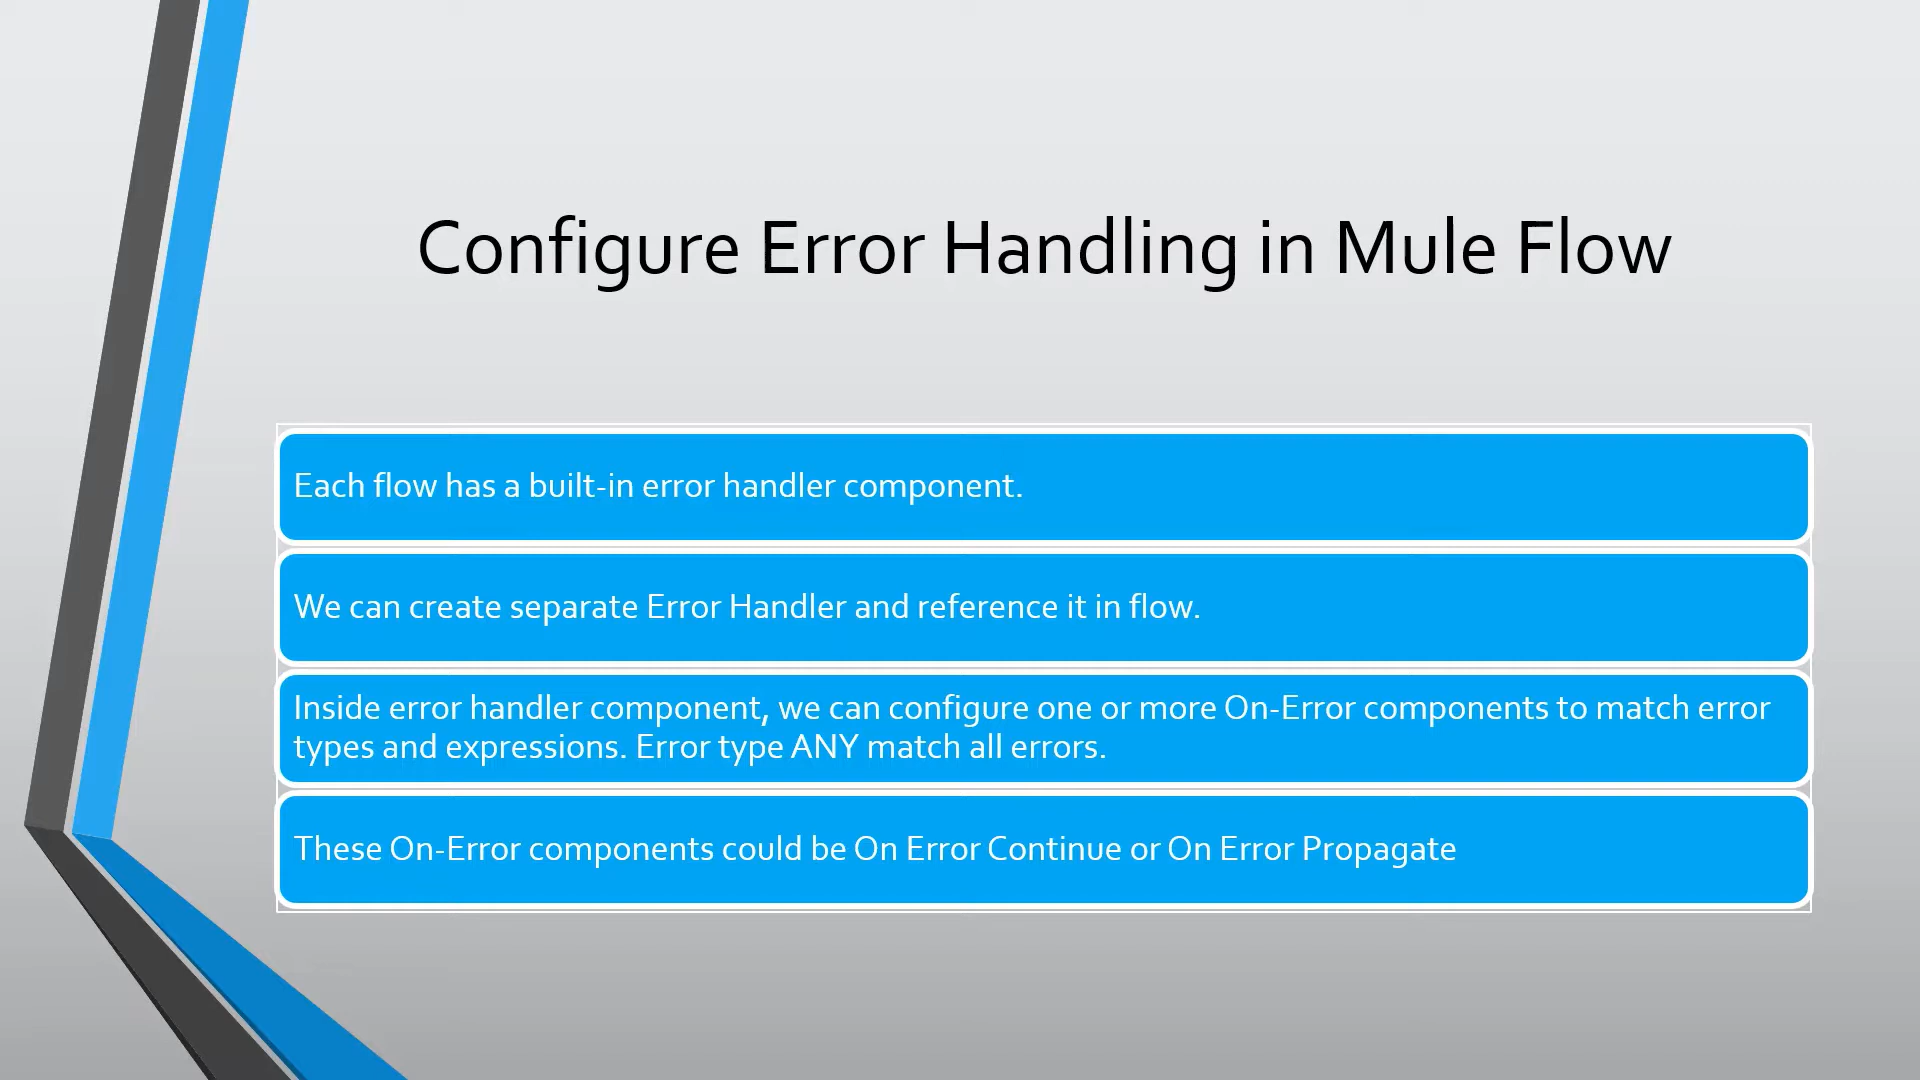 Configure Error Handling in Mule Flow
Each flow has a built-in error handler component.
We can create separate Error Handler and reference it in flow.
Inside error handler component, we can configure one or more On-Error components to match error
types and expressions. Error type ANY match all errors.
These On-Error components could be On Error Continue or On Error Propagate